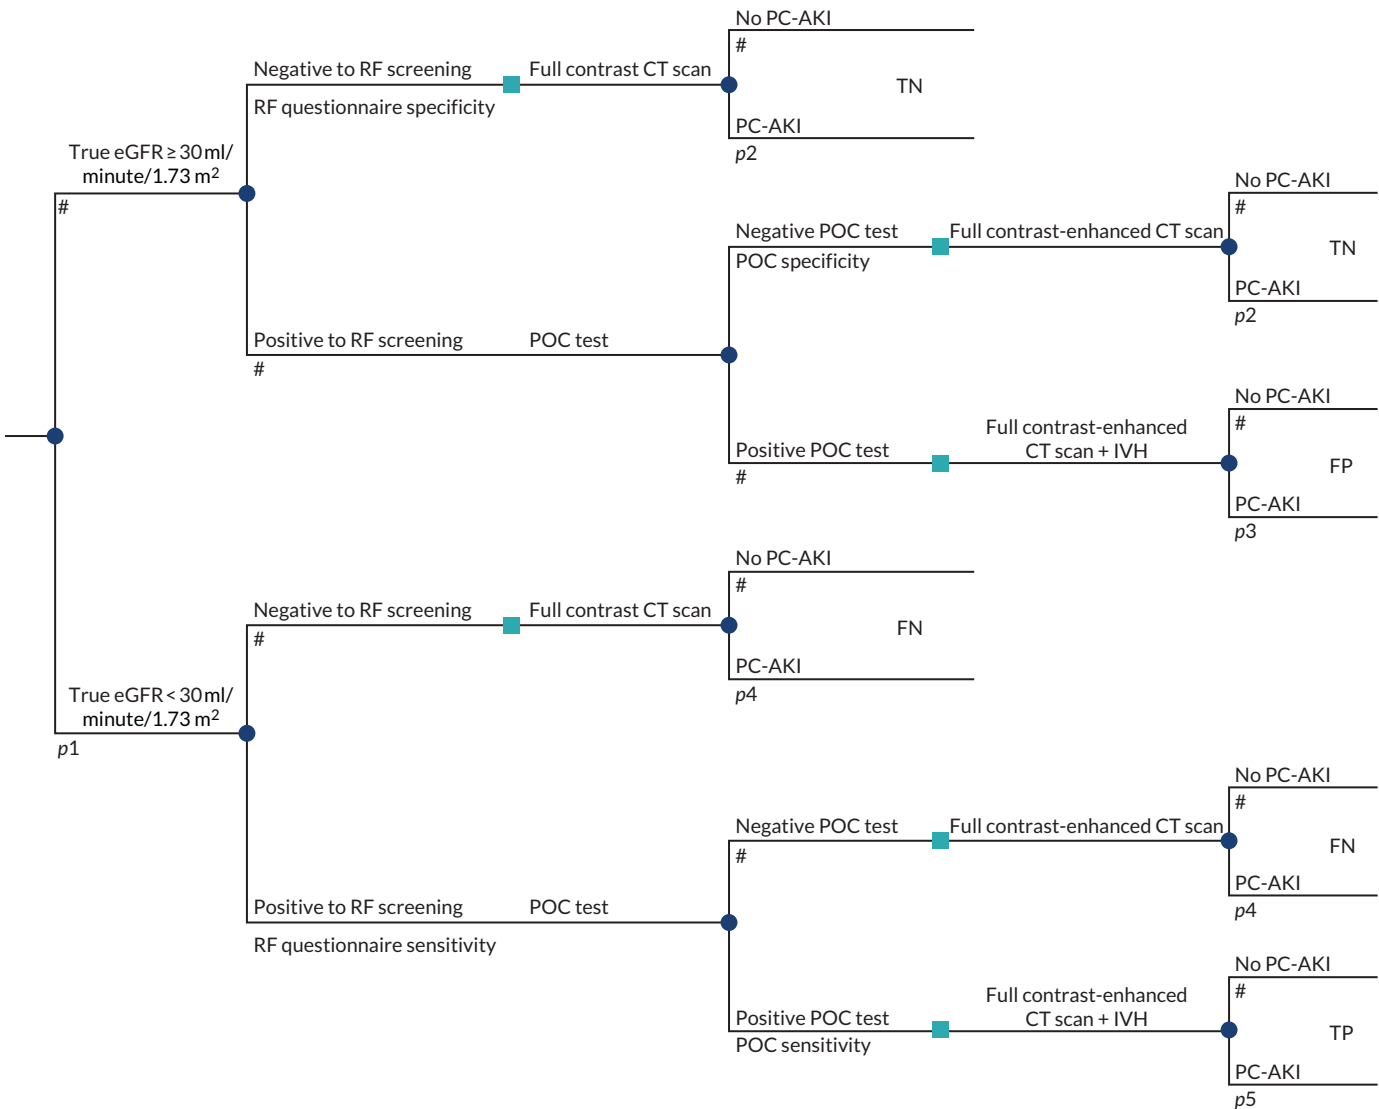 No PC-AKI
#
Negative to RF screening
Full contrast CT scan
TN
RF questionnaire specificity
PC-AKI
p2
True eGFR ≥ 30 ml/
minute/1.73 m²
#
No PC-AKI
#
Negative POC test
Full contrast-enhanced CT scan
TN
POC specificity
PC-AKI
p2
Positive to RF screening
POC test
#
No PC-AKI
#
Full contrast-enhanced
CT scan + IVH
Positive POC test
FP
#
PC-AKI
p3
No PC-AKI
#
Negative to RF screening
Full contrast CT scan
FN
#
PC-AKI
p4
True eGFR < 30 ml/
minute/1.73 m²
p1
No PC-AKI
#
Negative POC test
Full contrast-enhanced CT scan
FN
#
PC-AKI
p4
Positive to RF screening
POC test
RF questionnaire sensitivity
No PC-AKI
#
Full contrast-enhanced
CT scan + IVH
Positive POC test
TP
POC sensitivity
PC-AKI
p5